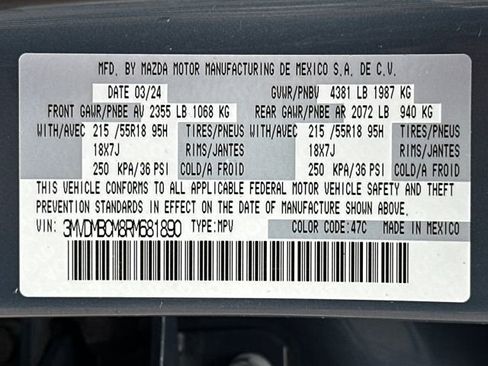 MFD. BY MAZDA MOTOR MANUFACTURING DE MEXICO S.A. DE C.V.
DATE 03/24 GVWR/PNBV 4381 LB 1987 KG
FRONT GAWR/PNBE AV 2355 LB 1068 KG REAR GAWR/PNBE AR 2072 LB 940 KG
WITH/AVEC 215 /55R18 95H TIRES/PNEUS WITH/AVEC 215 /55R18 95H TIRES/PNEUS
18X7J RIMS/JANTES 18X7J RIMS/JANTES
250 KPA/36 PSI COLD/A FROID 250 KPA/36 PSI COLD/A FROID
THIS VEHICLE CONFORMS TO ALL APPLICABLE FEDERAL MOTOR VEHICLE SAFETY AND THEFT
PREVENTION STANDARDS IN EFFECT ON THE DATE OF MANUFACTURE SHOWN ABOVE.
VIN: 3MVDMBCM8RM681890 TYPE:MPV COLOR CODE:47C MADE IN MEXICO